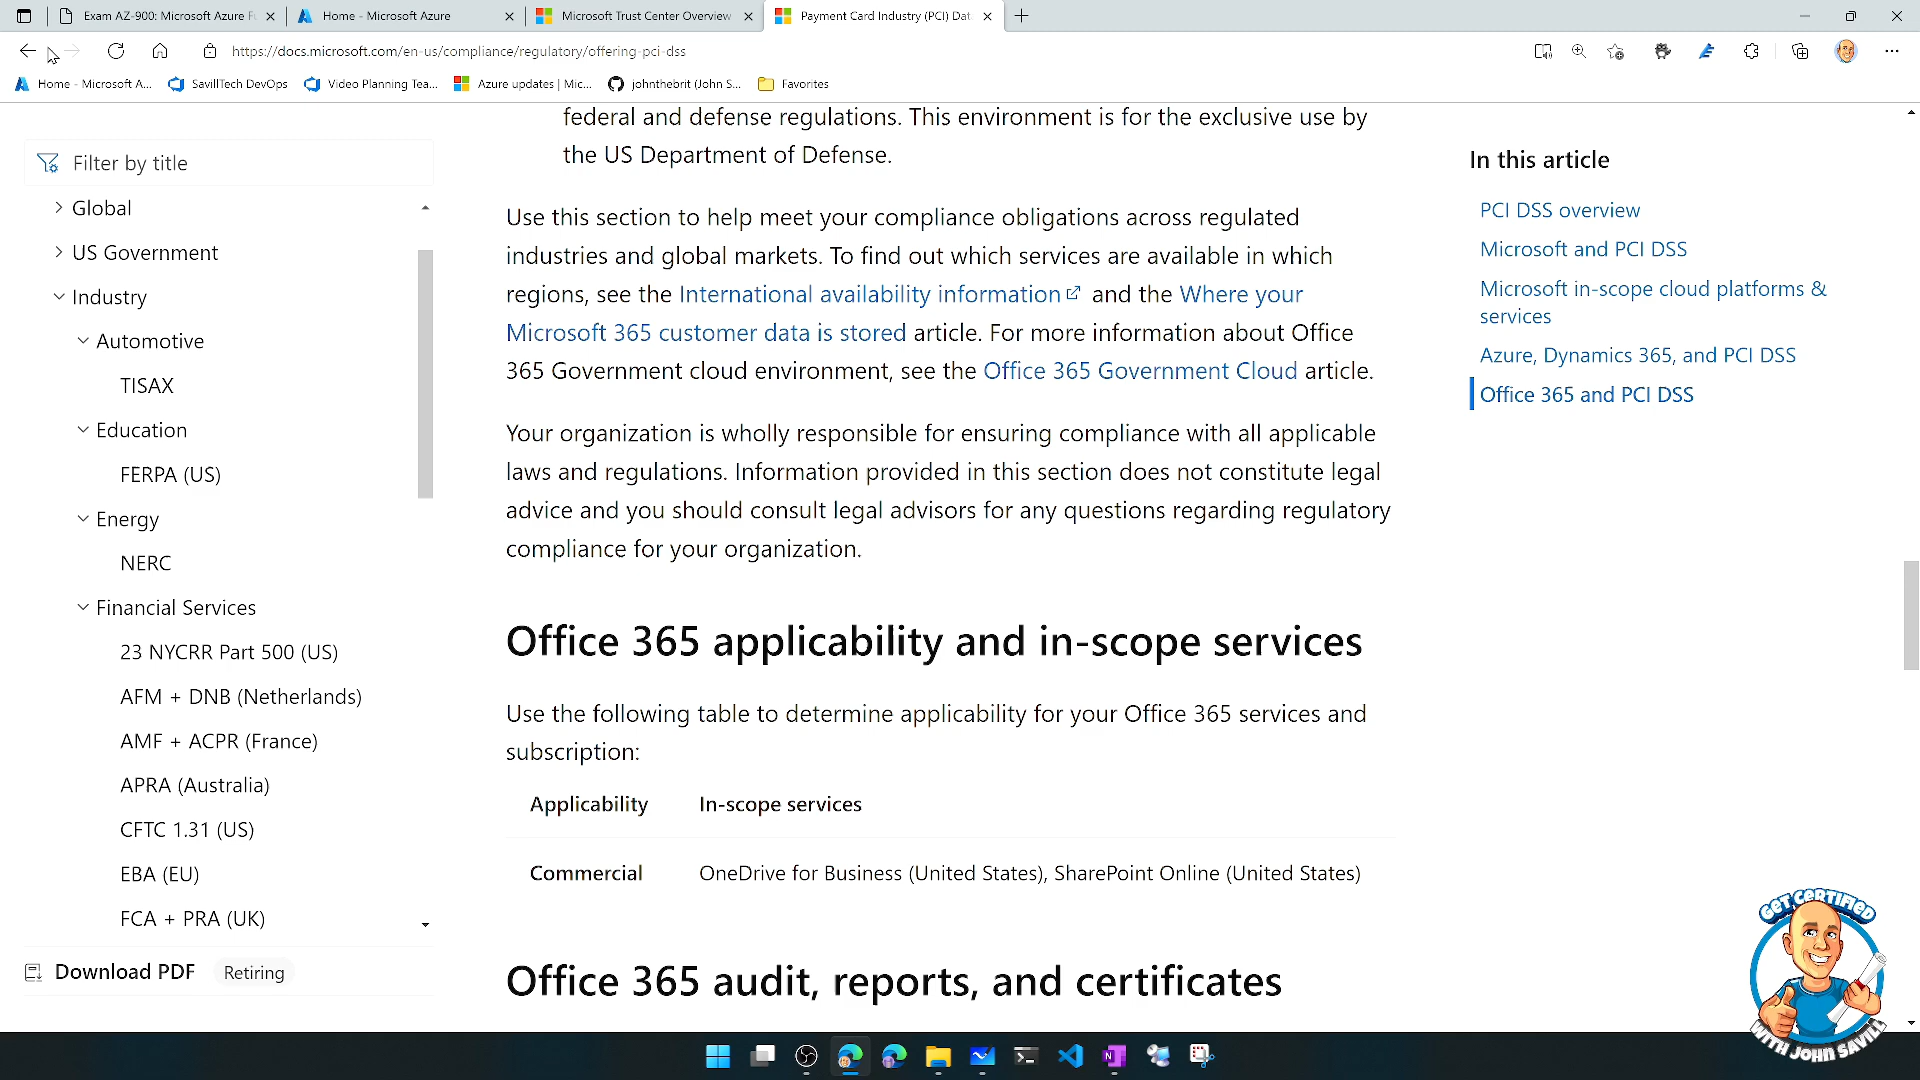 Exam AZ-900: Microsoft Azure Fu
Home - Microsoft Azure
Microsoft Trust Center Overview
Payment Card Industry (PCI) Dat
https://docs.microsoft.com/en-us/compliance/regulatory/offering-pci-dss
Home - Microsoft A...
SavillTech DevOps
Video Planning Tea...
Azure updates | Mic...
johnthebrit (John S...
Favorites
Filter by title
Global
US Government
Industry
Automotive
TISAX
Education
FERPA (US)
Energy
NERC
Financial Services
23 NYCRR Part 500 (US)
AFM + DNB (Netherlands)
AMF + ACPR (France)
APRA (Australia)
CFTC 1.31 (US)
EBA (EU)
FCA + PRA (UK)
Download PDF
Retiring
federal and defense regulations. This environment is for the exclusive use by
the US Department of Defense.
Use this section to help meet your compliance obligations across regulated
industries and global markets. To find out which services are available in which
regions, see the International availability information and the Where your
Microsoft 365 customer data is stored article. For more information about Office
365 Government cloud environment, see the Office 365 Government Cloud article.
Your organization is wholly responsible for ensuring compliance with all applicable
laws and regulations. Information provided in this section does not constitute legal
advice and you should consult legal advisors for any questions regarding regulatory
compliance for your organization.
Office 365 applicability and in-scope services
Use the following table to determine applicability for your Office 365 services and
subscription:
Applicability In-scope services
Commercial OneDrive for Business (United States), SharePoint Online (United States)
Office 365 audit, reports, and certificates
In this article
PCI DSS overview
Microsoft and PCI DSS
Microsoft in-scope cloud platforms &
services
Azure, Dynamics 365, and PCI DSS
Office 365 and PCI DSS
GET CERTIFIED
WITH JOHN SAVILL